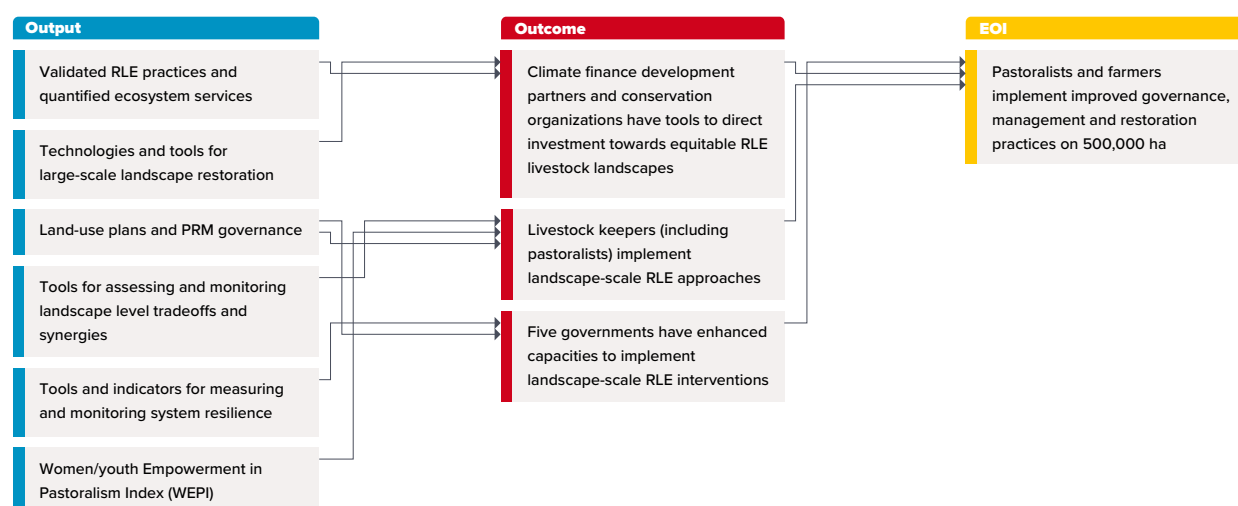 Output
Validated RLE practices and
quantified ecosystem services
Technologies and tools for
large-scale landscape restoration
Land-use plans and PRM governance
Tools for assessing and monitoring
landscape level tradeoffs and
synergies
Tools and indicators for measuring
and monitoring system resilience
Women/youth Empowerment in
Pastoralism Index (WEPI)
Outcome
Climate finance development
partners and conservation
organizations have tools to direct
investment towards equitable RLE
livestock landscapes
Livestock keepers (including
pastoralists) implement
landscape-scale RLE approaches
Five governments have enhanced
capacities to implement
landscape-scale RLE interventions
EOI
Pastoralists and farmers
implement improved governance,
management and restoration
practices on 500,000 ha